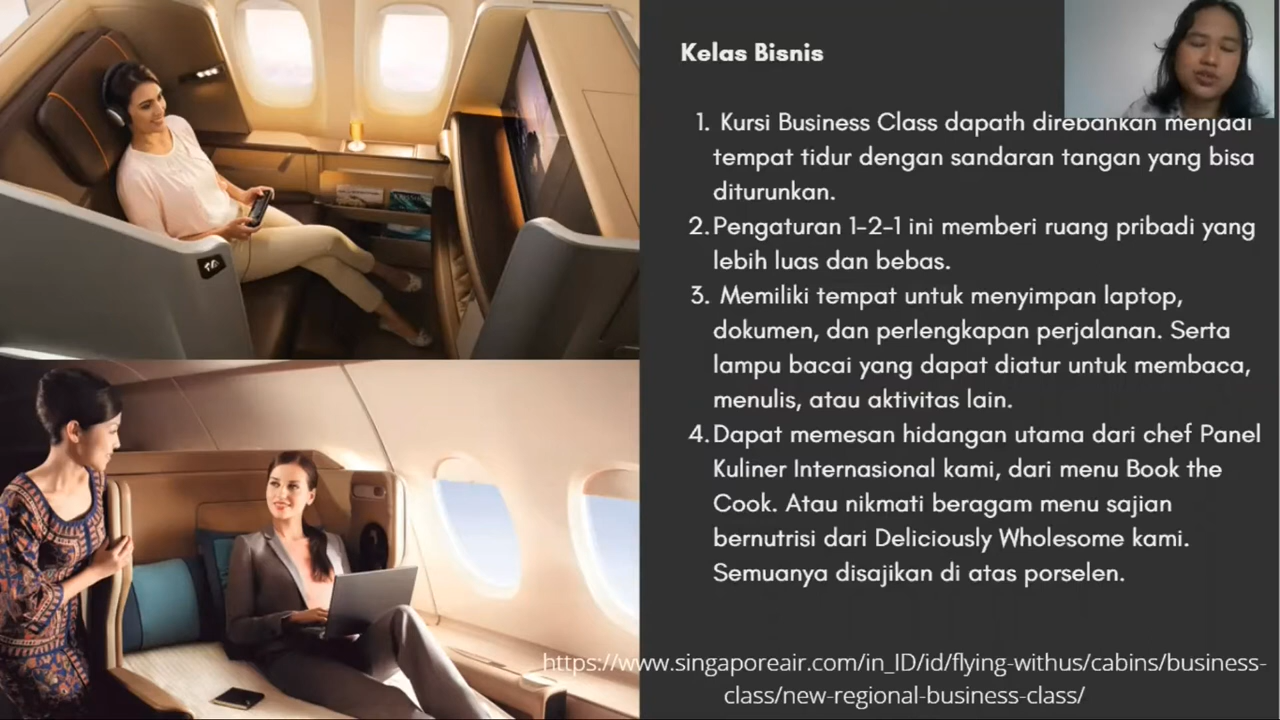 Kelas Bisnis
1. Kursi Business Class dapath direbahkan menjadi
tempat tidur dengan sandaran tangan yang bisa
diturunkan.
2. Pengaturan 1-2-1 ini memberi ruang pribadi yang
lebih luas dan bebas.
3. Memiliki tempat untuk menyimpan laptop,
dokumen, dan perlengkapan perjalanan. Serta
lampu bacai yang dapat diatur untuk membaca,
menulis, atau aktivitas lain.
4. Dapat memesan hidangan utama dari chef Panel
Kuliner Internasional kami, dari menu Book the
Cook. Atau nikmati beragam menu sajian
bernutrisi dari Deliciously Wholesome kami.
Semuanya disajikan di atas porselen.
https://www.singaporeair.com/in_ID/id/flying-withus/cabins/business-
class/new-regional-business-class/